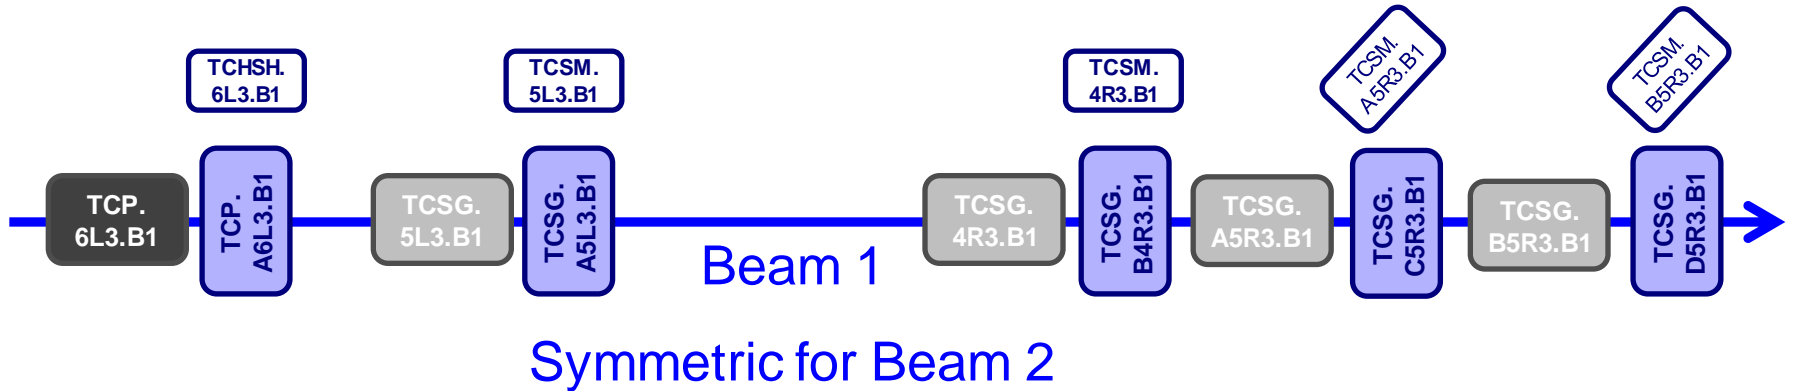 TCHSH.
6L3.B1
TCSM.
5L3.B1
TCSM.
4R3.B1
TCSM.
A5R3.B1
TCSM.
B5R3.B1
TCP.
6L3.B1
TCP.
A6L3.B1
TCSG.
5L3.B1
TCSG.
A5L3.B1
TCSG.
4R3.B1
TCSG.
B4R3.B1
TCSG.
A5R3.B1
TCSG.
C5R3.B1
TCSG.
B5R3.B1
TCSG.
D5R3.B1
Beam 1
Symmetric for Beam 2